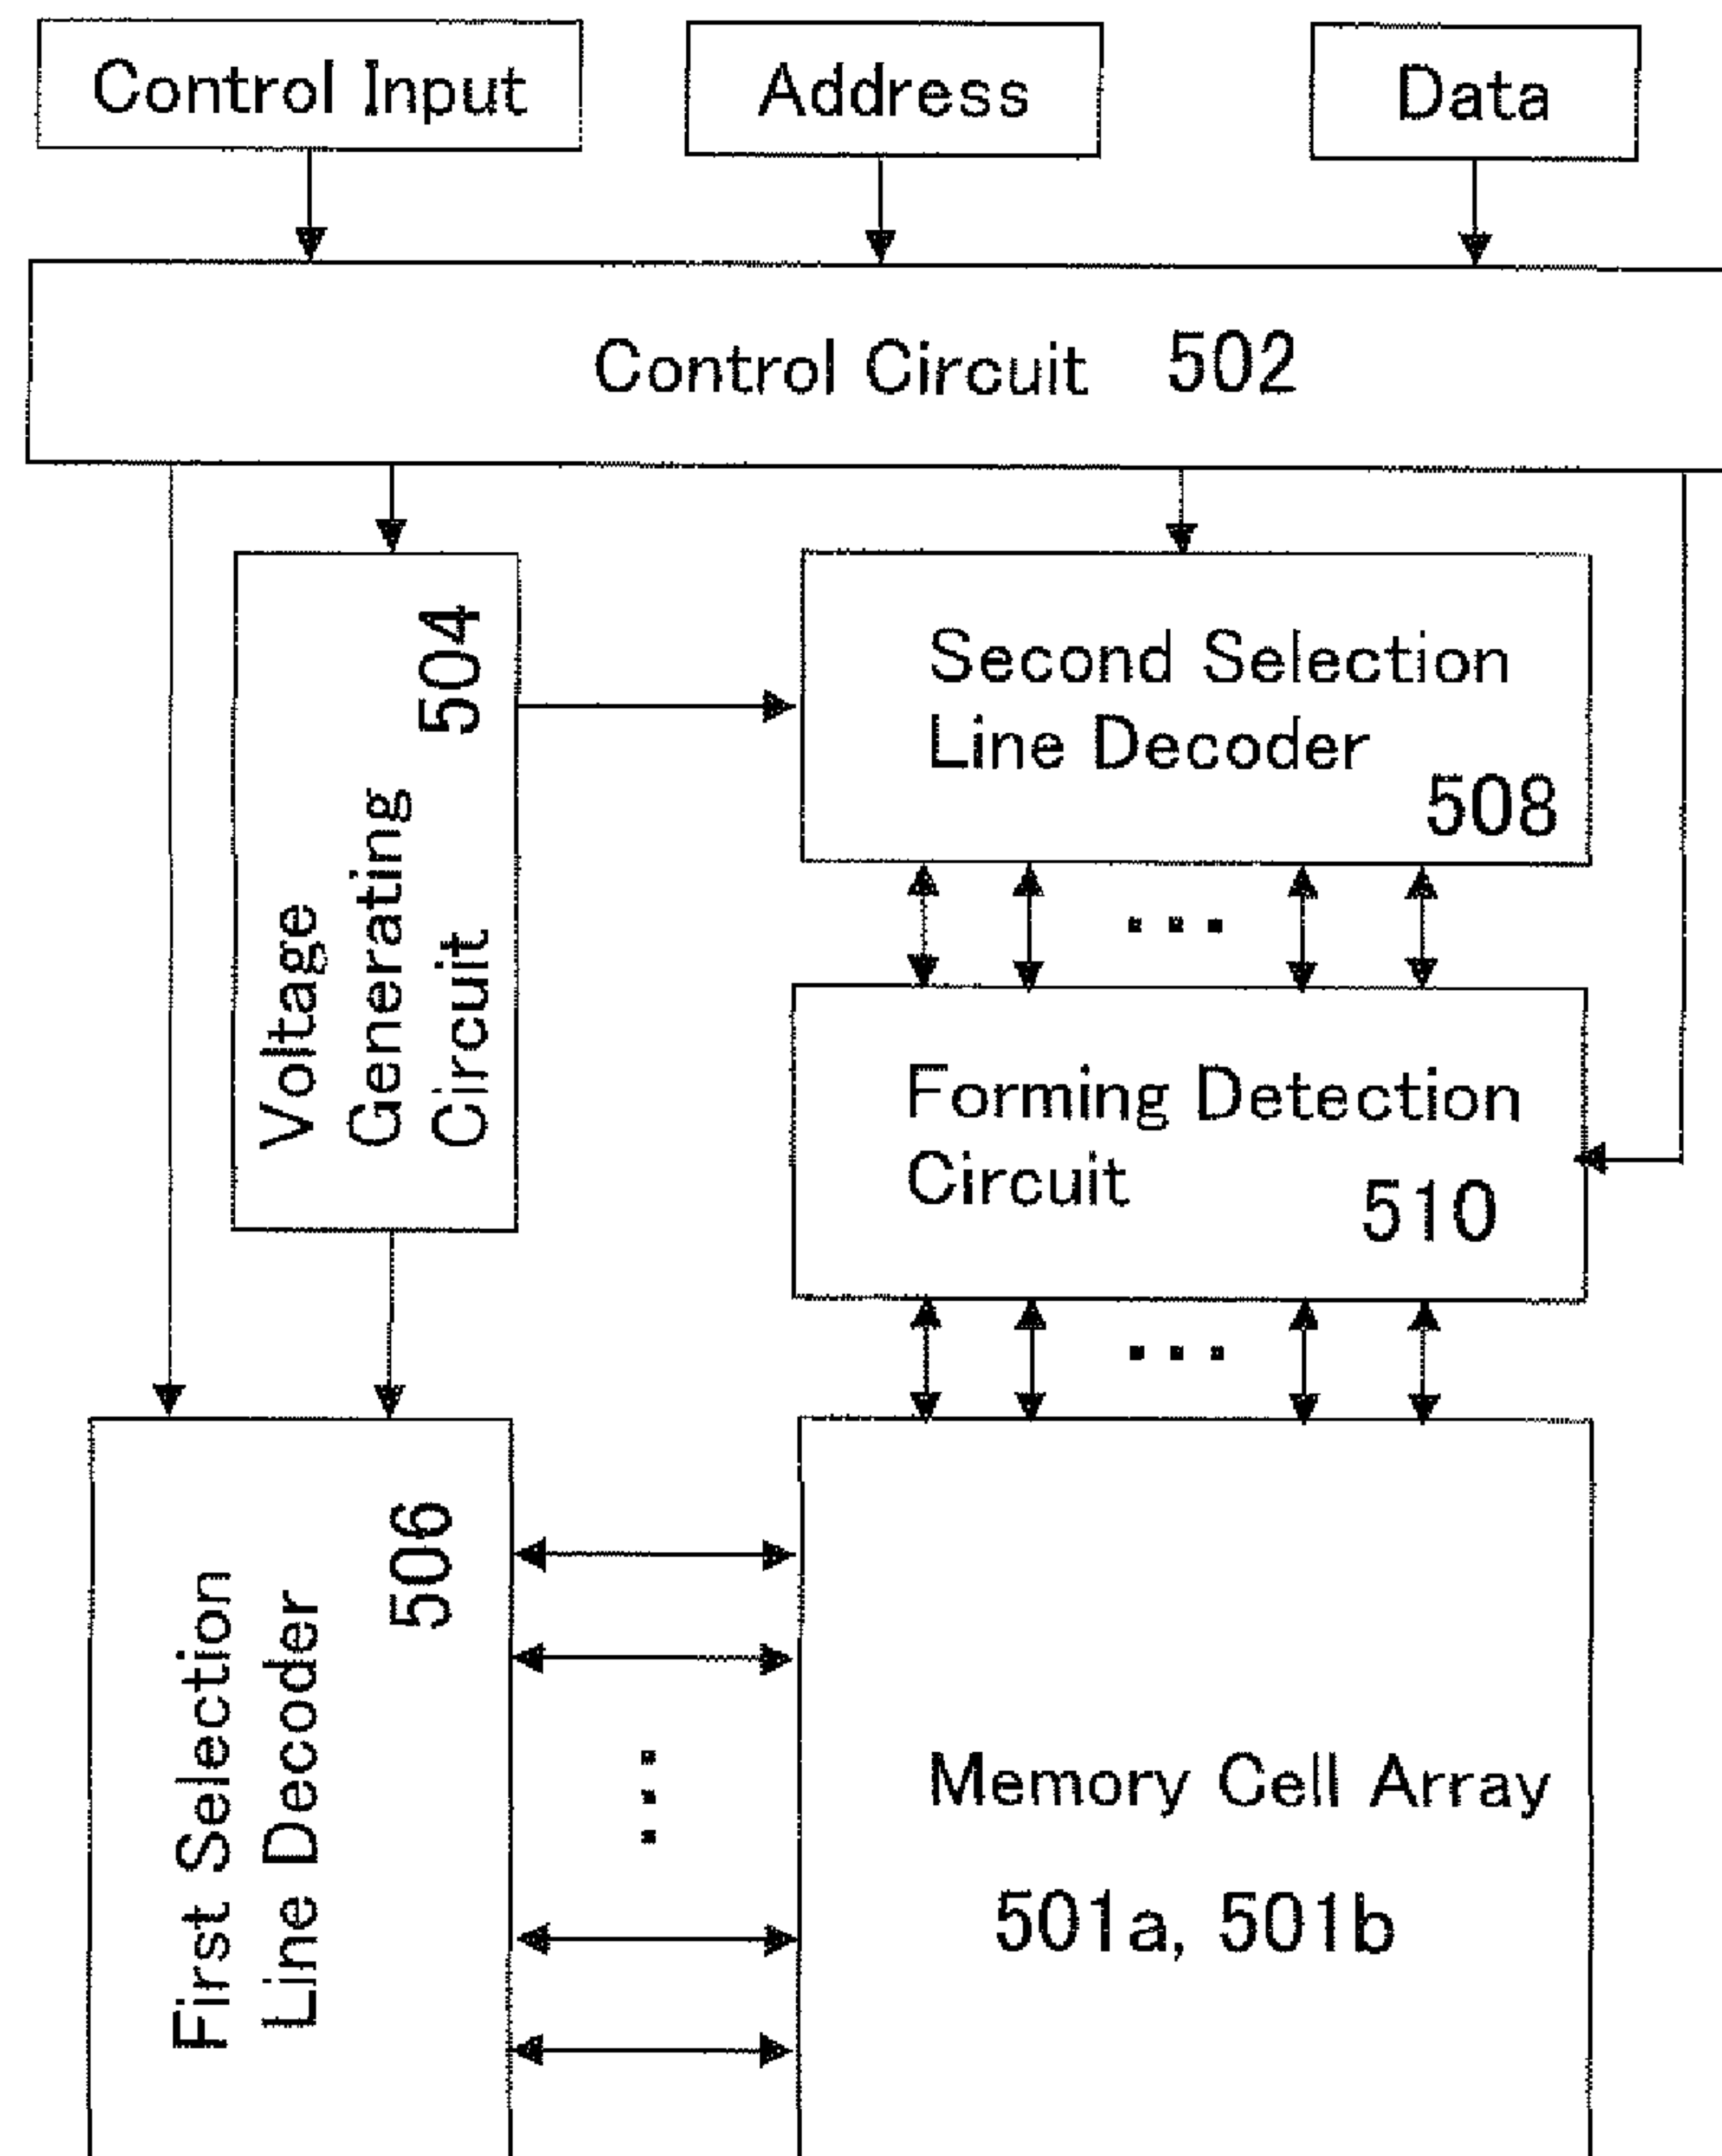 Control Input
Address
Data
Control Circuit 502
Voltage
Generating
Circuit
504
Second Selection
Line Decoder
508
Forming Detection
Circuit
510
First Selection
Line Decoder
506
Memory Cell Array
501a, 501b